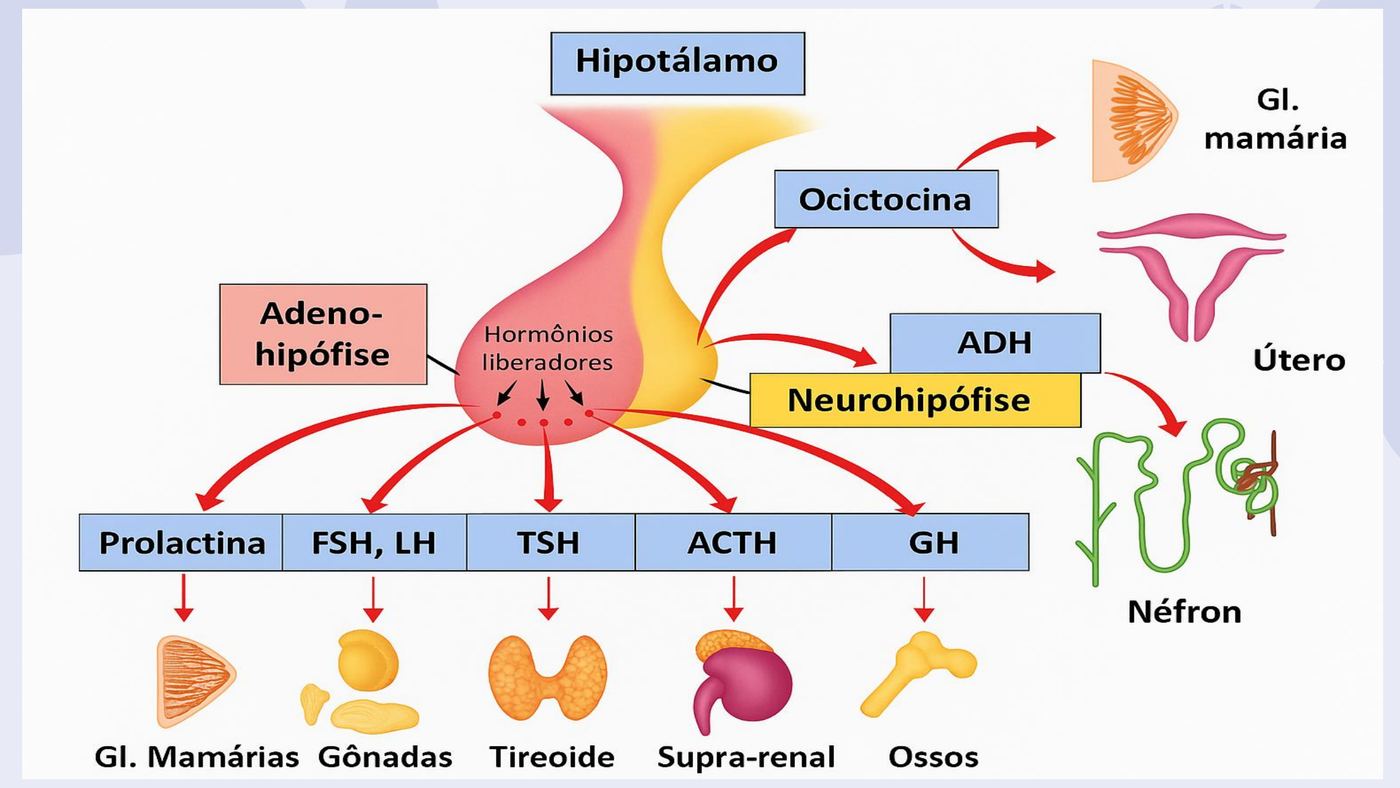 Hipotálamo
Gl.
mamária
Ocictocina
Útero
Adeno-
hipófise
Hormônios
liberadores
ADH
Neurohipófise
Néfron
Prolactina
FSH, LH
TSH
ACTH
GH
Gl. Mamárias
Gônadas
Tireoide
Supra-renal
Ossos